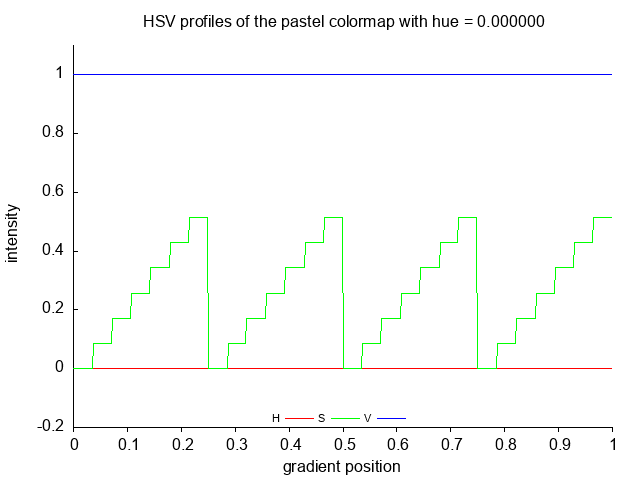 HSV profiles of the pastel colormap with hue = 0.000000
1
0.8
0.6
0.4
0.2
0
-0.2
intensity
H S V
0 0.1 0.2 0.3 0.4 0.5 0.6 0.7 0.8 0.9 1
gradient position